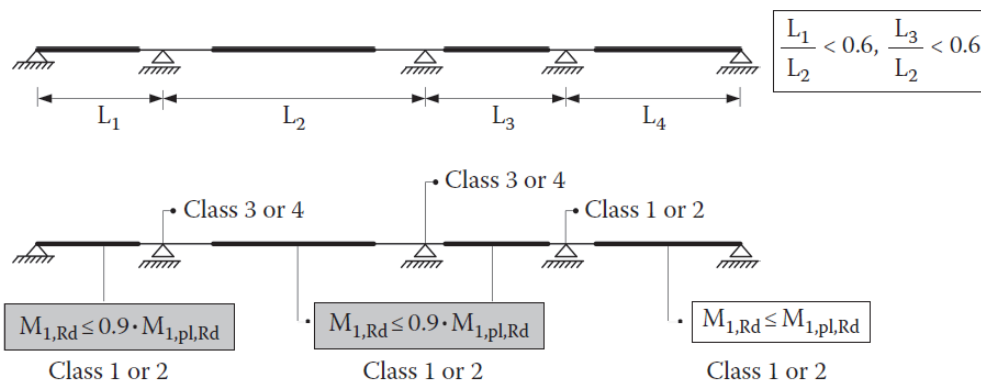 L₁/L₂ < 0.6, L₃/L₂ < 0.6
L₁ L₂ L₃ L₄
Class 3 or 4
Class 3 or 4
Class 1 or 2
M₁,Rd ≤ 0.9 · M₁,pl,Rd
M₁,Rd ≤ 0.9 · M₁,pl,Rd
M₁,Rd ≤ M₁,pl,Rd
Class 1 or 2
Class 1 or 2
Class 1 or 2